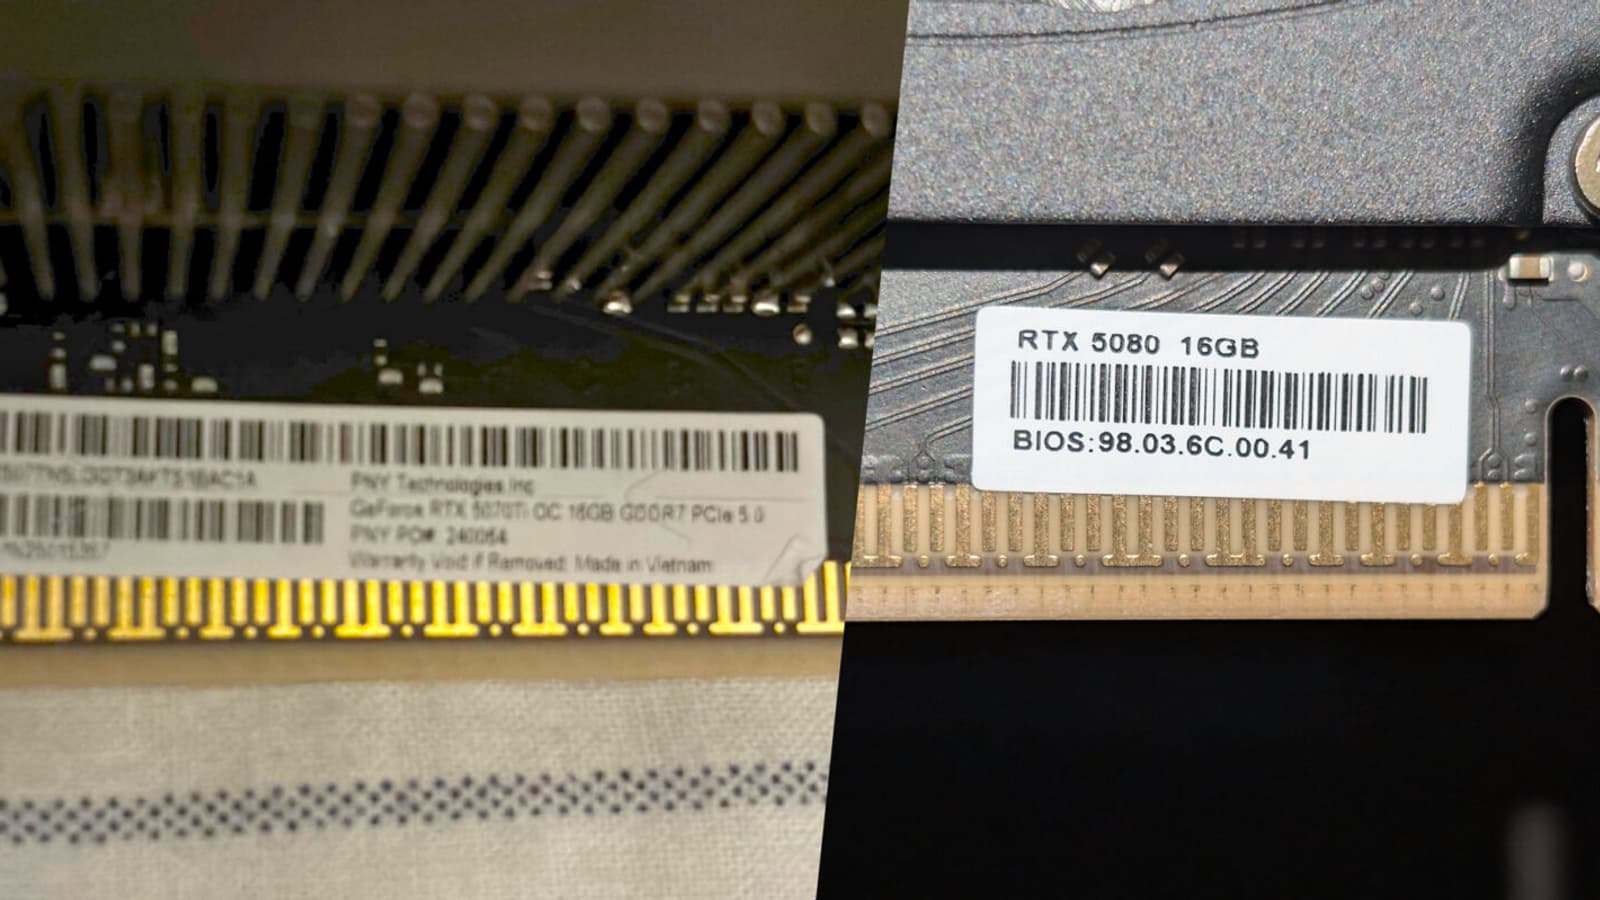 PNY Technologies Inc
GeForce RTX 5070Ti OC 16GB GDDR7 PCIe 5.0
PNY PO#: 240054
Warranty Void if Removed. Made in Vietnam
RTX 5080 16GB
BIOS:98.03.6C.00.41